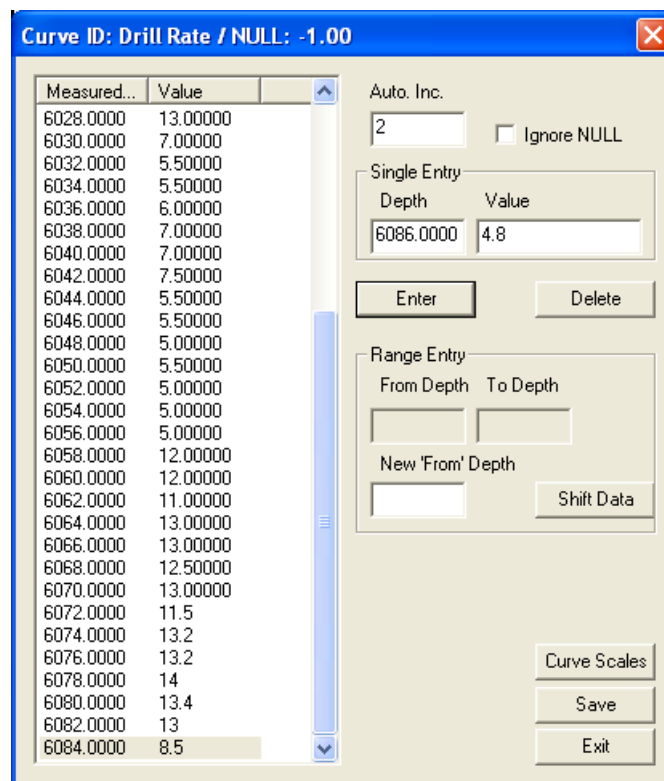 Curve ID: Drill Rate / NULL: -1.00
Measured... Value
6028.0000 13.00000
6030.0000 7.00000
6032.0000 5.50000
6034.0000 5.50000
6036.0000 6.00000
6038.0000 7.00000
6040.0000 7.00000
6042.0000 7.50000
6044.0000 5.50000
6046.0000 5.50000
6048.0000 5.00000
6050.0000 5.50000
6052.0000 5.00000
6054.0000 5.00000
6056.0000 5.00000
6058.0000 12.00000
6060.0000 12.00000
6062.0000 11.00000
6064.0000 13.00000
6066.0000 13.00000
6068.0000 12.50000
6070.0000 13.00000
6072.0000 11.5
6074.0000 13.2
6076.0000 13.2
6078.0000 14
6080.0000 13.4
6082.0000 13
6084.0000 8.5
Auto. Inc.
2
Ignore NULL
Single Entry
Depth Value
6086.0000 4.8
Enter Delete
Range Entry
From Depth To Depth
New 'From' Depth
Shift Data
Curve Scales
Save
Exit